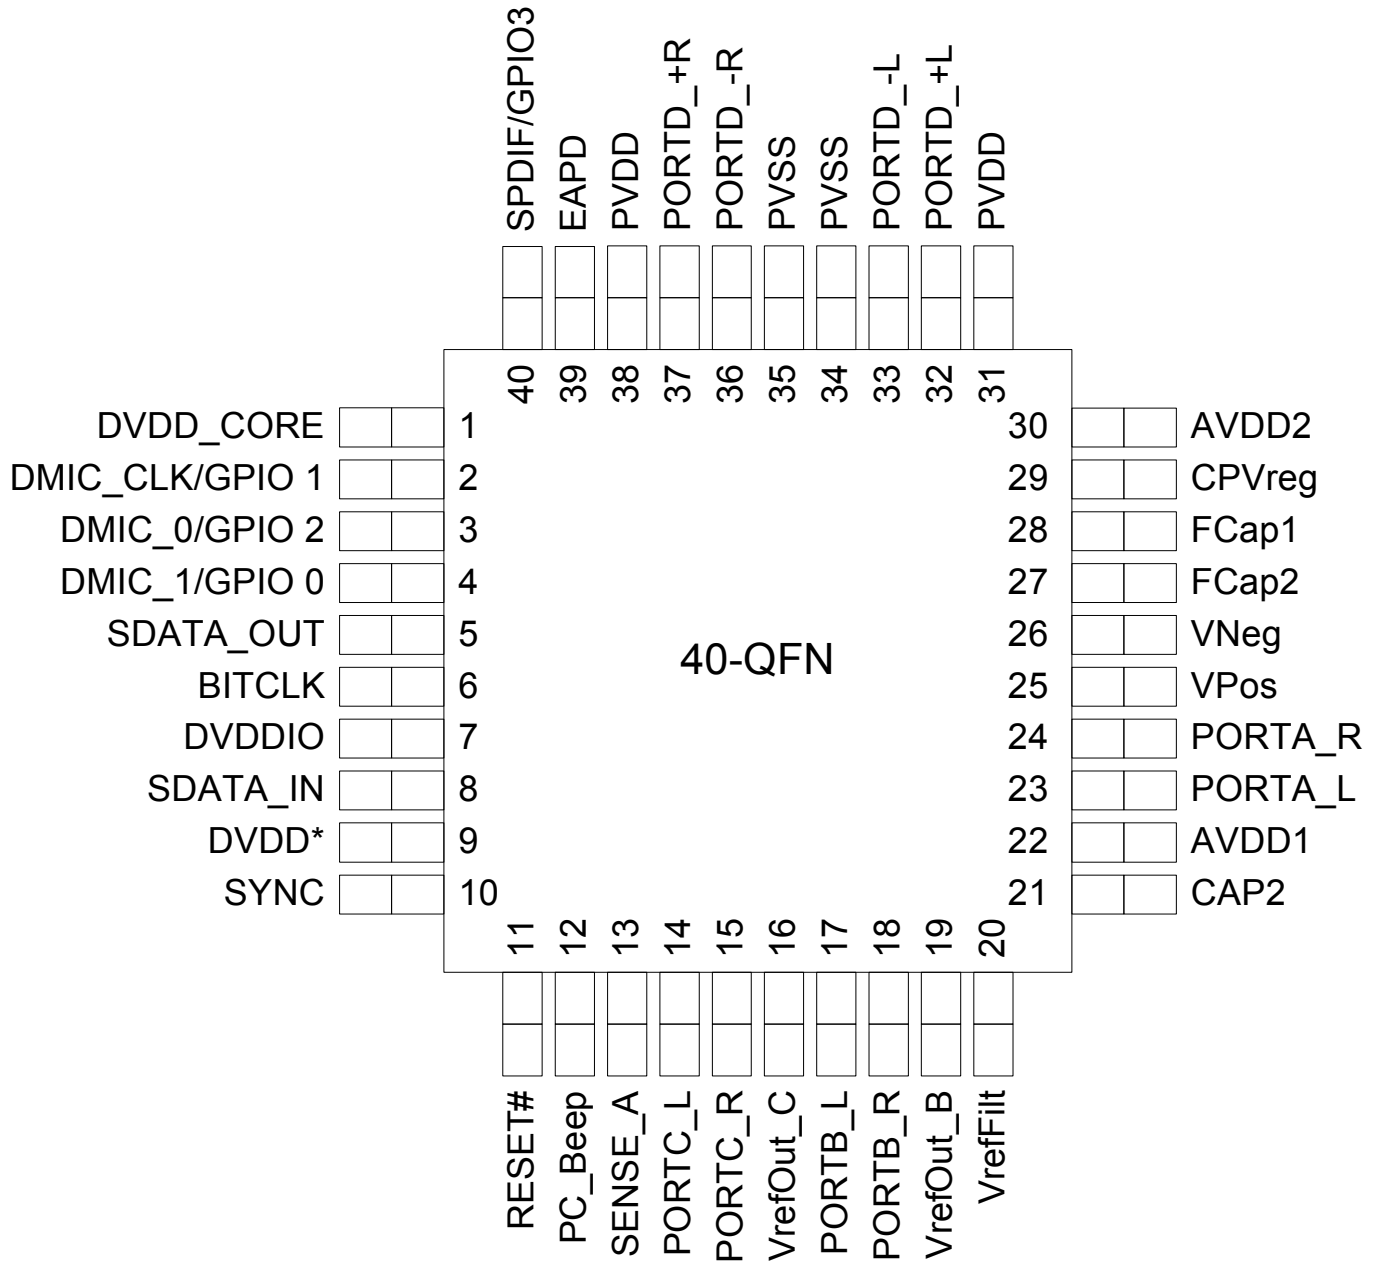 SPDIF/GPIO3
EAPD
PVDD
PORTD_+R
PORTD_-R
PVSS
PVSS
PORTD_-L
PORTD_+L
PVDD
40
39
38
37
36
35
34
33
32
31
DVDD_CORE 1
DMIC_CLK/GPIO 1 2
DMIC_0/GPIO 2 3
DMIC_1/GPIO 0 4
SDATA_OUT 5
BITCLK 6
DVDDIO 7
SDATA_IN 8
DVDD* 9
SYNC 10
40-QFN
30 AVDD2
29 CPVreg
28 FCap1
27 FCap2
26 VNeg
25 VPos
24 PORTA_R
23 PORTA_L
22 AVDD1
21 CAP2
11
12
13
14
15
16
17
18
19
20
RESET#
PC_Beep
SENSE_A
PORTC_L
PORTC_R
VrefOut_C
PORTB_L
PORTB_R
VrefOut_B
VrefFilt